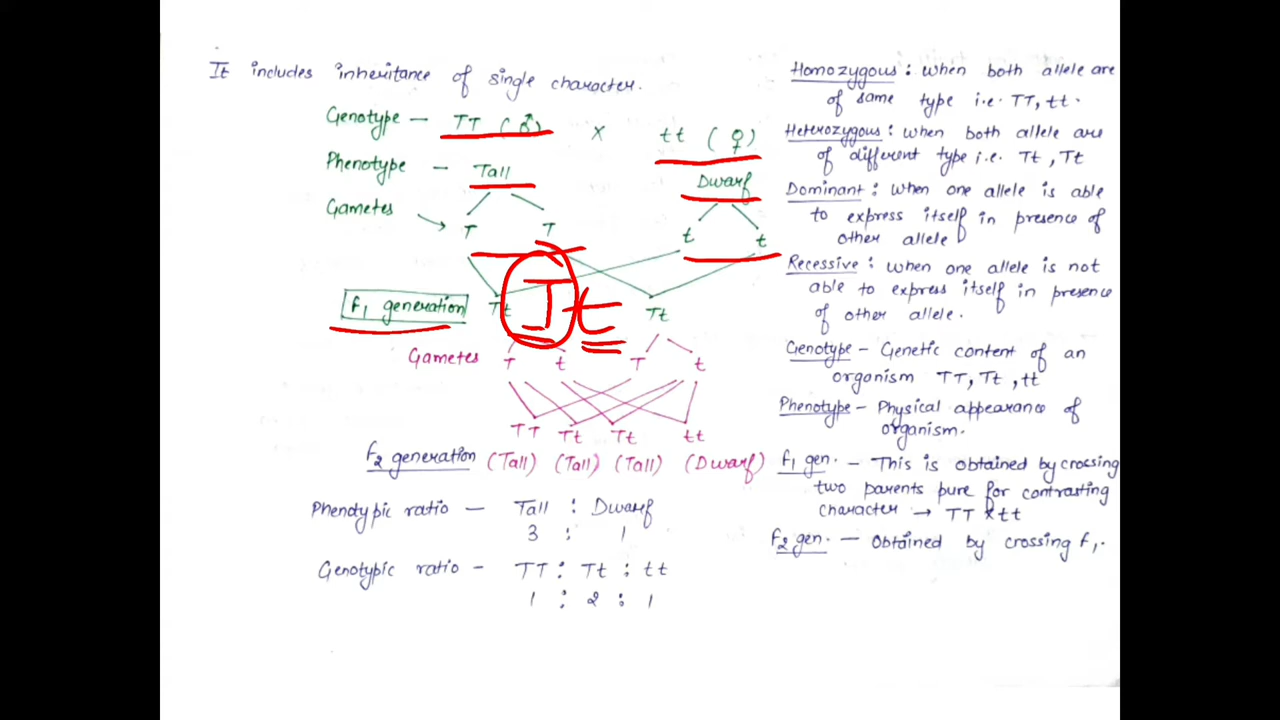 It includes inheritance of single character.
Genotype - TT (♂) x tt (♀)
Phenotype - Tall Dwarf
Gametes → T T t t
F1 generation Tt Tt
T t
Gametes T t T t
TT Tt Tt tt
F2 generation (Tall) (Tall) (Tall) (Dwarf)
Phenotypic ratio - Tall : Dwarf
3 : 1
Genotypic ratio - TT : Tt : tt
1 : 2 : 1
Homozygous : When both allele are
of same type i.e. TT, tt.
Heterozygous : When both allele are
of different type i.e. Tt, Tt
Dominant : When one allele is able
to express itself in presence of
other allele
Recessive : When one allele is not
able to express itself in presence
of other allele.
Genotype - Genetic content of an
organism TT, Tt, tt
Phenotype - Physical appearance of
organism.
F1 gen. - This is obtained by crossing
two parents pure for contrasting
character → TT x tt
F2 gen. - Obtained by crossing F1.